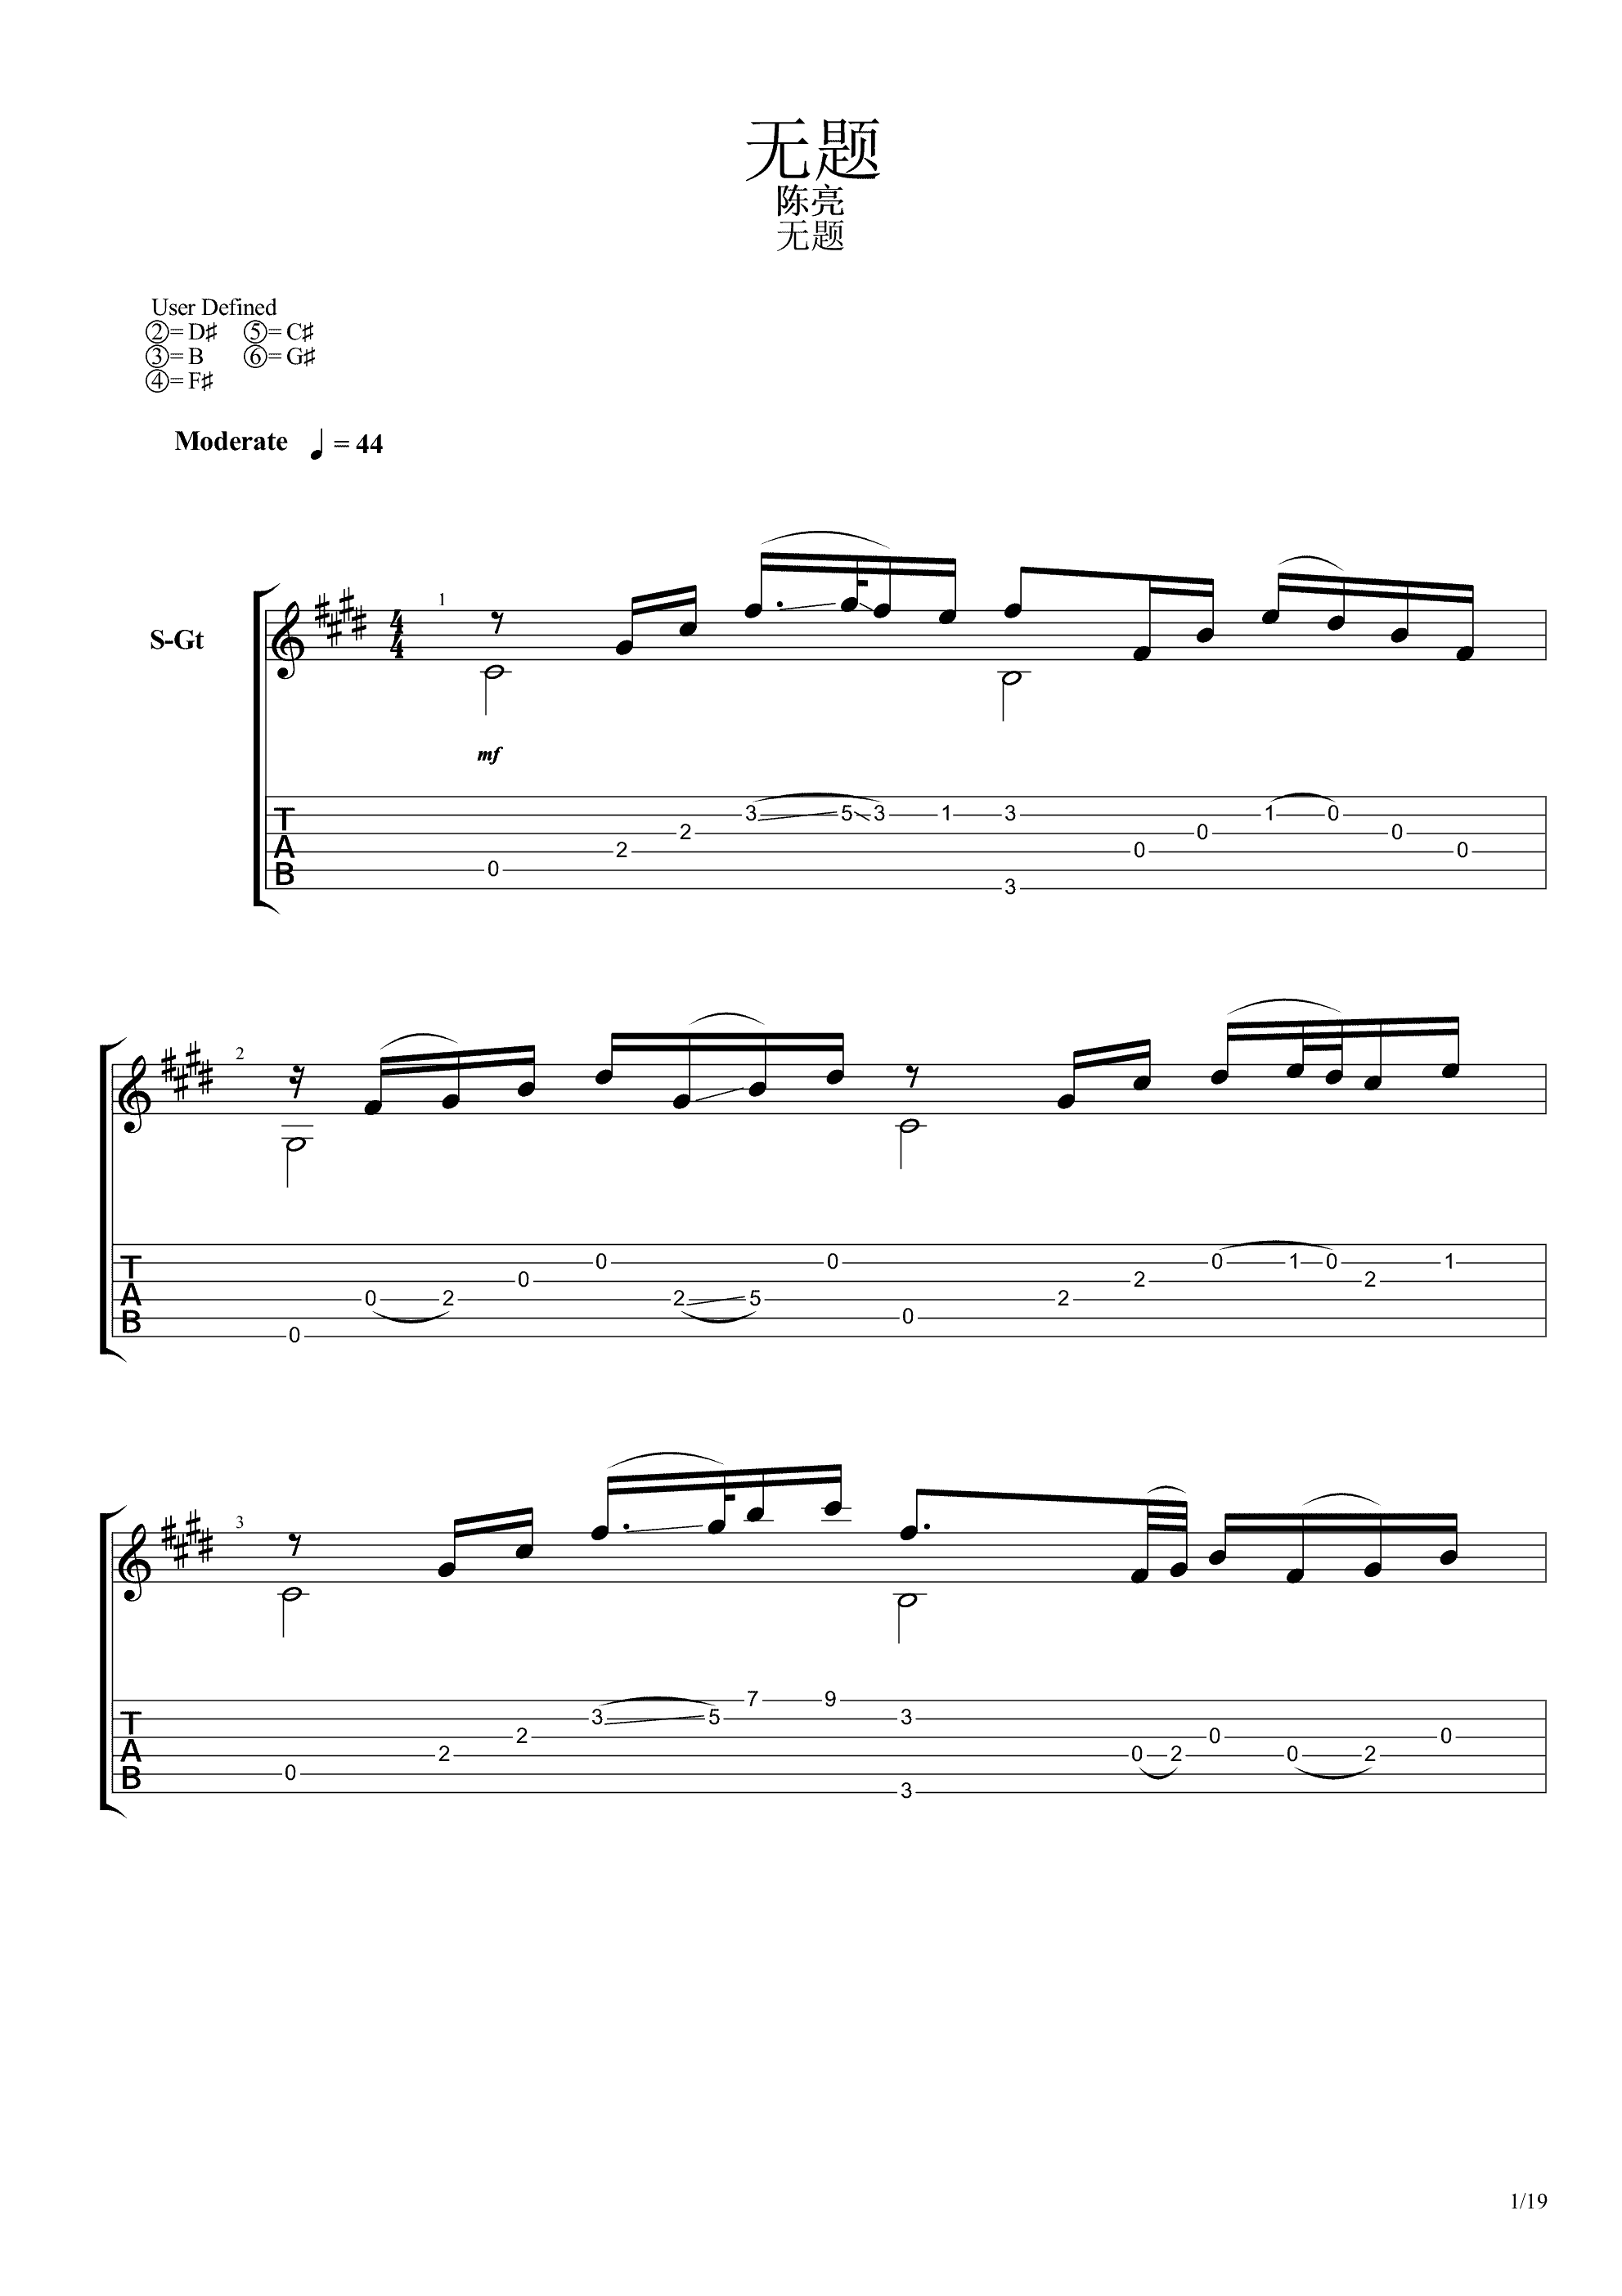 无题
陈亮
无题
User Defined
②= D♯ ⑤= C♯
③= B ⑥= G♯
④= F♯
Moderate ♩ = 44
1
S-Gt
4
4
mf
3 5 3 1 3 1 0
2 0 0
2 0 0
0
3
T
A
B
2
0 0 0 1 0 1
0 2 2
0 2 2 5 2
0
0
T
A
B
3
7 9
3 5 3
2 0 0
2 0 2 0 2
0
3
T
A
B
1/19